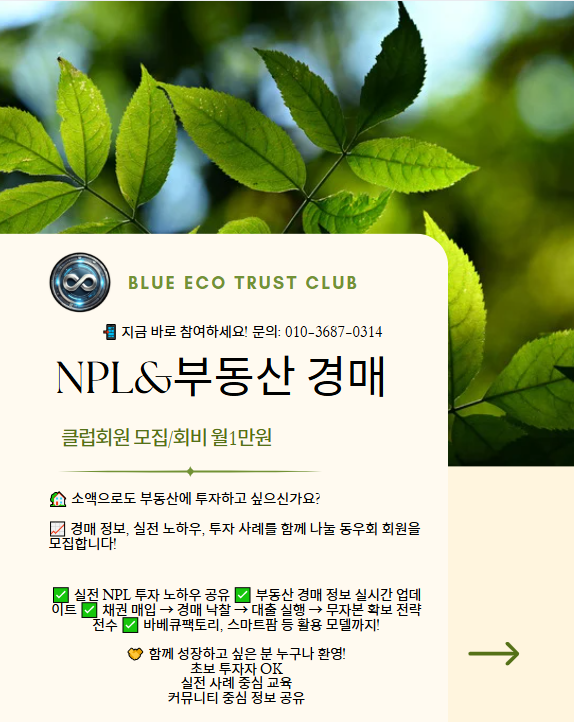 BLUE ECO TRUST CLUB
📲 지금 바로 참여하세요! 문의: 010-3687-0314
NPL&부동산 경매
클럽회원 모집/회비 월1만원
🏠 소액으로도 부동산에 투자하고 싶으신가요?
📈 경매 정보, 실전 노하우, 투자 사례를 함께 나눌 동우회 회원을
모집합니다!
✅ 실전 NPL 투자 노하우 공유 ✅ 부동산 경매 정보 실시간 업데
이트 ✅ 채권 매입 → 경매 낙찰 → 대출 실행 → 무자본 확보 전략
전수 ✅ 바베큐팩토리, 스마트팜 등 활용 모델까지!
🤝 함께 성장하고 싶은 분 누구나 환영!
초보 투자자 OK
실전 사례 중심 교육
커뮤니티 중심 정보 공유